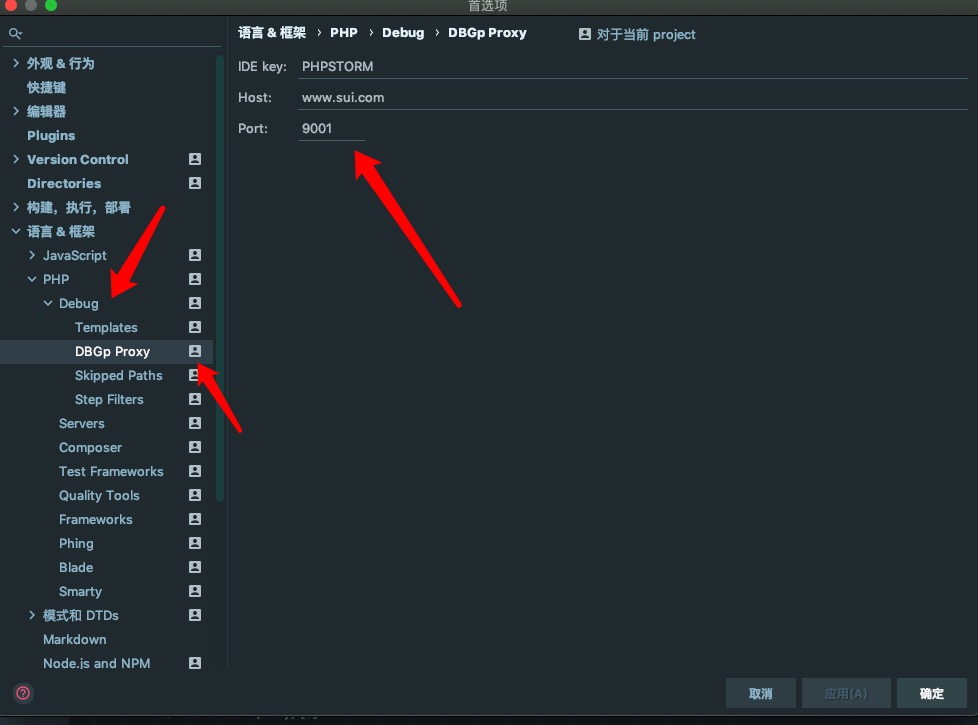 首选项
语言 & 框架 › PHP › Debug › DBGp Proxy 对于当前 project
IDE key: PHPSTORM
Host: www.sui.com
Port: 9001
外观 & 行为
快捷键
编辑器
Plugins
Version Control
Directories
构建，执行，部署
语言 & 框架
JavaScript
PHP
Debug
Templates
DBGp Proxy
Skipped Paths
Step Filters
Servers
Composer
Test Frameworks
Quality Tools
Frameworks
Phing
Blade
Smarty
模式和 DTDs
Markdown
Node.js and NPM
?
取消 应用(A) 确定